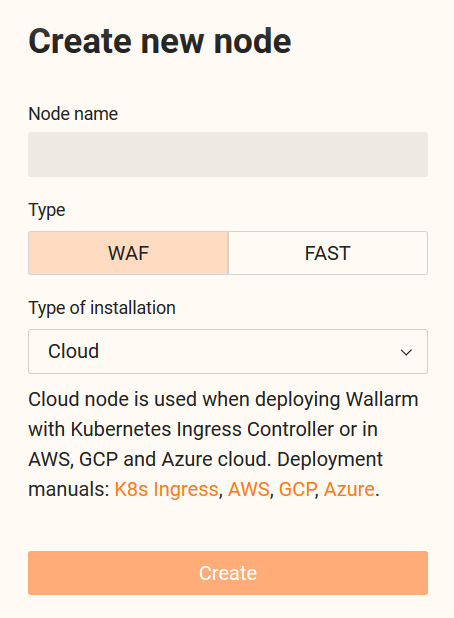 Create new node
Node name
Type
WAF
FAST
Type of installation
Cloud
Cloud node is used when deploying Wallarm
with Kubernetes Ingress Controller or in
AWS, GCP and Azure cloud. Deployment
manuals: K8s Ingress, AWS, GCP, Azure.
Create